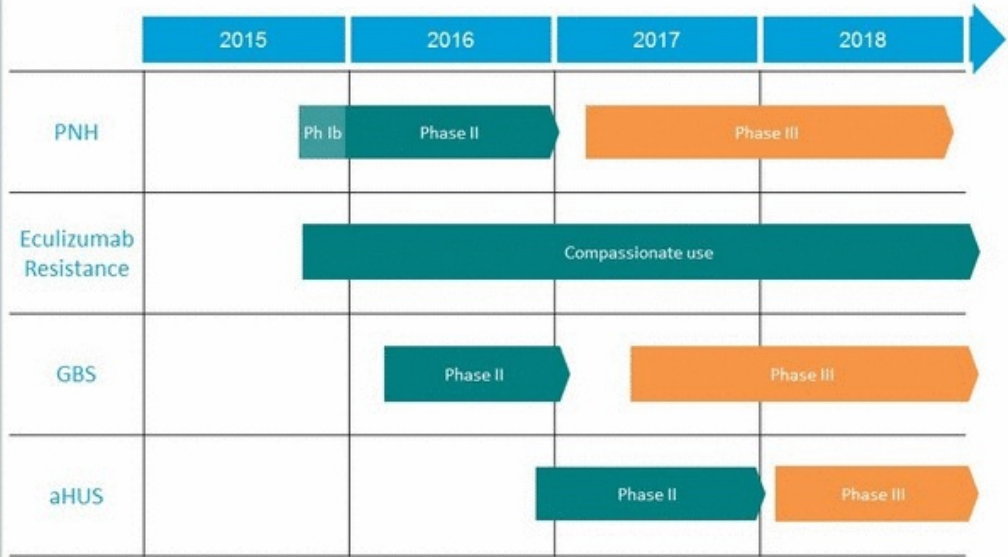 2015 2016 2017 2018
PNH Ph Ib Phase II Phase III
Eculizumab
Resistance
Compassionate use
GBS Phase II Phase III
aHUS Phase II Phase III